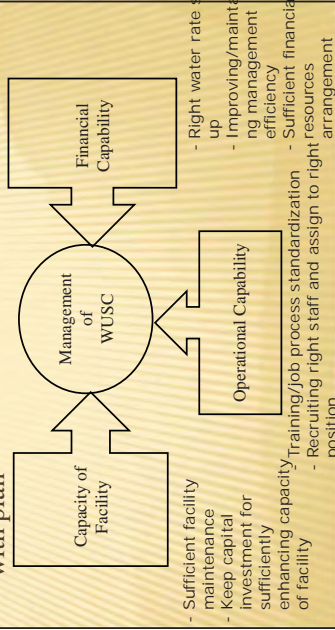 with plan
Capacity of
Facility
Management
of
WUSC
Financial
Capability
Operational Capability
- Sufficient facility
maintenance
- Keep capital
investment for
sufficiently
enhancing capacity
of facility
- Training/job process standardization
- Recruiting right staff and assign to right
position
- Right water rate s
up
- Improving/mainta
ng management
efficiency
- Sufficient financia
resources
arrangement